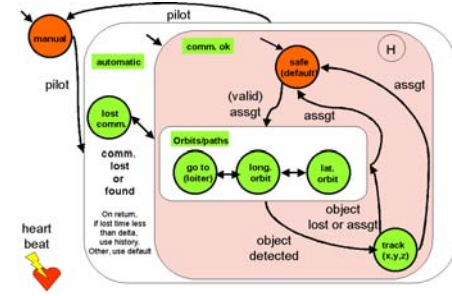 pilot
manual
comm. ok
H
automatic
safe
(default)
pilot
(valid)
assgt
assgt
assgt
lost
comm.
Orbits/paths
comm.
lost
or
found
go to
(loiter)
long.
orbit
lat.
orbit
On return,
if lost time less
than delta,
use history.
Other, use default
object
lost or assgt
object
detected
track
(x,y,z)
heart
beat